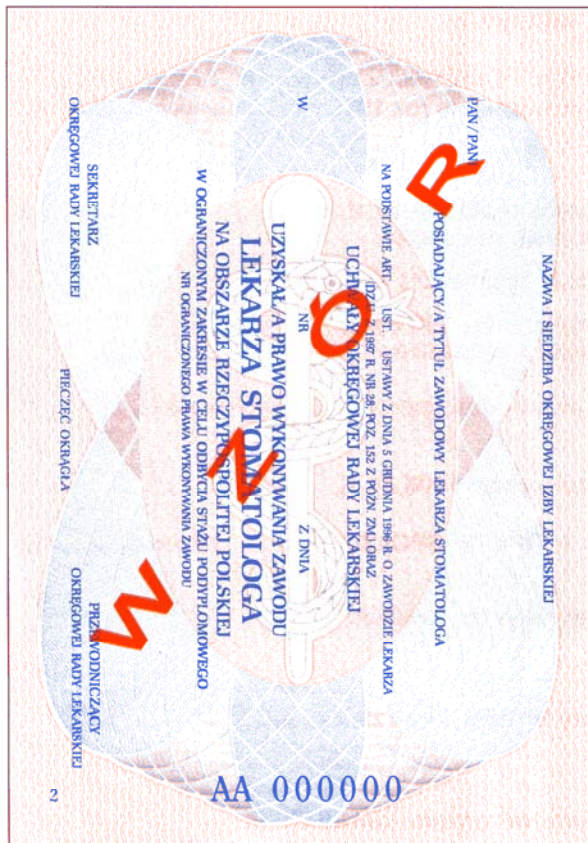 NAZWA I SIEDZIBA OKRĘGOWEJ IZBY LEKARSKIEJ
PAN/PANI
POSIADAJĄCY/A TYTUŁ ZAWODOWY LEKARZA STOMATOLOGA
NA PODSTAWIE ART UST. USTAWY Z DNIA 5 GRUDNIA 1996 R. O ZAWODZIE LEKARZA
(DZ.U. Z 1997 R. NR 28, POZ. 152 Z PÓŹN. ZM.) ORAZ
UCHWAŁY OKRĘGOWEJ RADY LEKARSKIEJ
W NR Z DNIA
UZYSKAŁ/A PRAWO WYKONYWANIA ZAWODU
LEKARZA STOMATOLOGA
NA OBSZARZE RZECZYPOSPOLITEJ POLSKIEJ
W OGRANICZONYM ZAKRESIE W CELU ODBYCIA STAŻU PODYPLOMOWEGO
NR OGRANICZONEGO PRAWA WYKONYWANIA ZAWODU
SEKRETARZ
OKRĘGOWEJ RADY LEKARSKIEJ
PIECZĘĆ OKRĄGŁA
PRZEWODNICZĄCY
OKRĘGOWEJ RADY LEKARSKIEJ
WZÓR
2
AA 000000